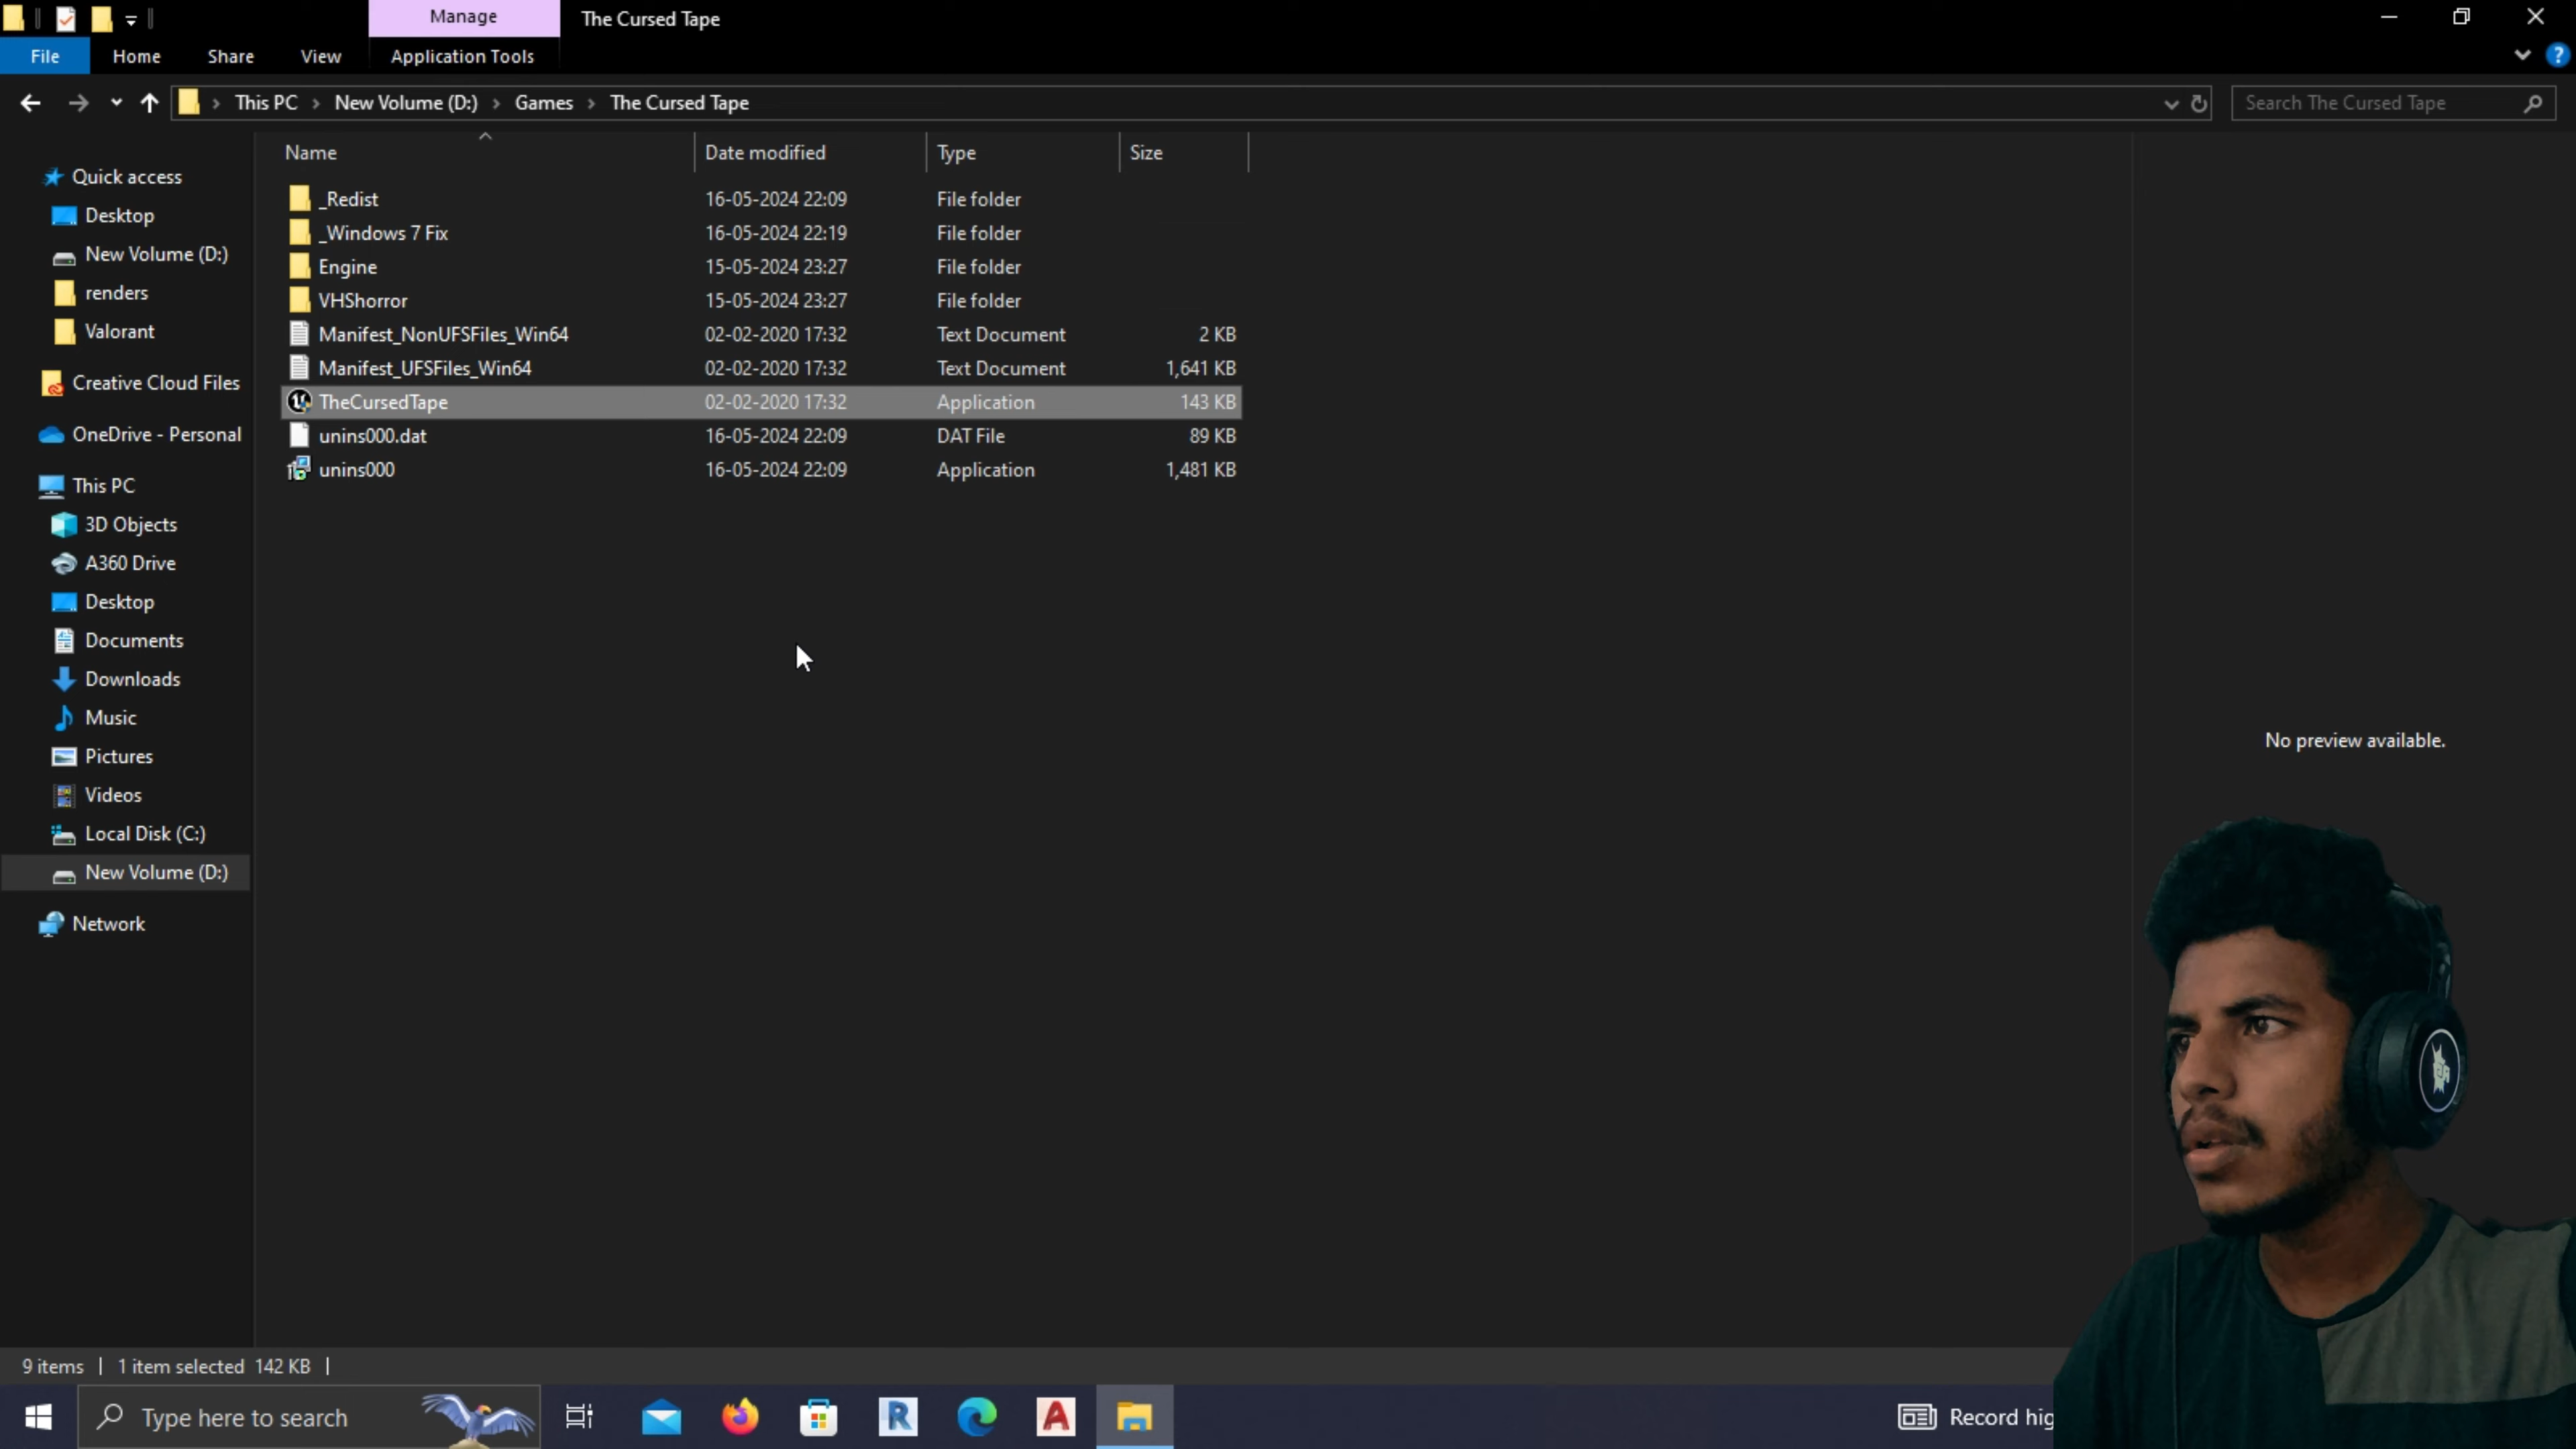 Manage
The Cursed Tape
File
Home
Share
View
Application Tools
?
This PC
New Volume (D:)
Games
The Cursed Tape
Search The Cursed Tape
Name
Date modified
Type
Size
Quick access
Desktop
New Volume (D:)
renders
Valorant
Creative Cloud Files
OneDrive - Personal
This PC
3D Objects
A360 Drive
Desktop
Documents
Downloads
Music
Pictures
Videos
Local Disk (C:)
New Volume (D:)
Network
_Redist 16-05-2024 22:09 File folder
_Windows 7 Fix 16-05-2024 22:19 File folder
Engine 15-05-2024 23:27 File folder
VHShorror 15-05-2024 23:27 File folder
Manifest_NonUFSFiles_Win64 02-02-2020 17:32 Text Document 2 KB
Manifest_UFSFiles_Win64 02-02-2020 17:32 Text Document 1,641 KB
TheCursedTape 02-02-2020 17:32 Application 143 KB
unins000.dat 16-05-2024 22:09 DAT File 89 KB
unins000 16-05-2024 22:09 Application 1,481 KB
No preview available.
9 items
1 item selected 142 KB
Type here to search
R
A
Record hig